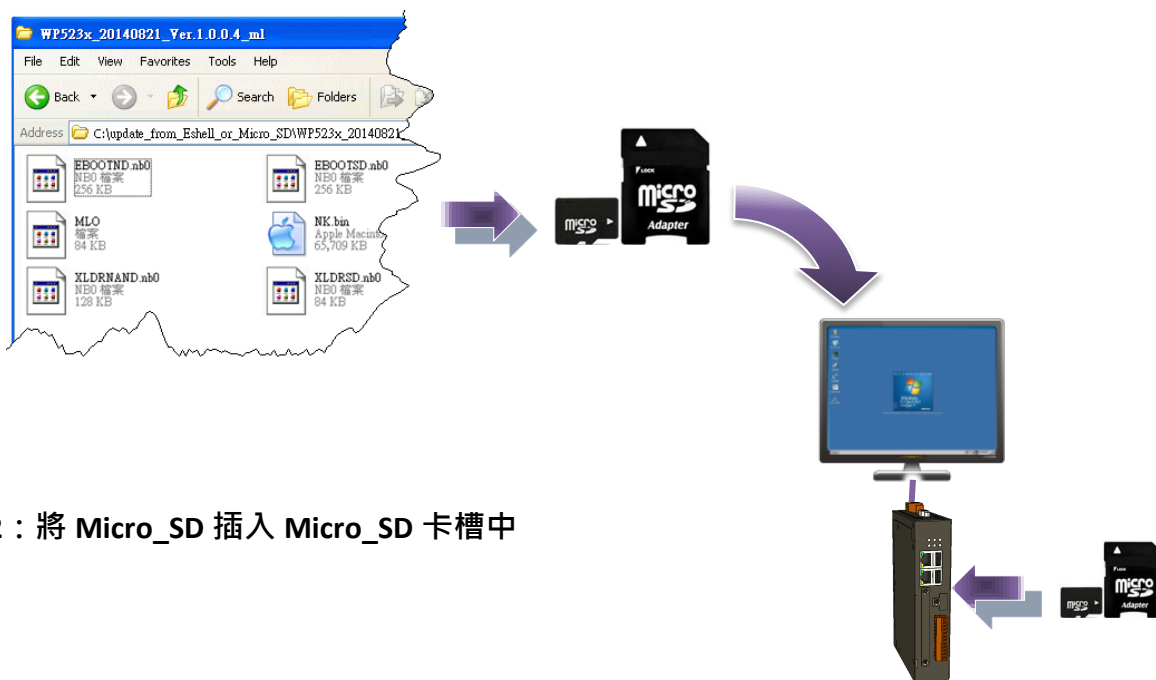 WP523x_20140821_Ver.1.0.0.4_ml
File Edit View Favorites Tools Help
Back Search Folders
Address C:\update_from_Eshell_or_Micro_SD\WP523x_20140821
EBOOTND.nb0
NB0 檔案
256 KB
EBOOTSD.nb0
NB0 檔案
256 KB
MLO
檔案
84 KB
NK.bin
Apple Macint
65,709 KB
XLDRNAND.nb0
NB0 檔案
128 KB
XLDRSD.nb0
NB0 檔案
84 KB
LOCK
Micro
SD
Adapter
micro
：將 Micro_SD 插入 Micro_SD 卡槽中
Micro
SD
Adapter
micro